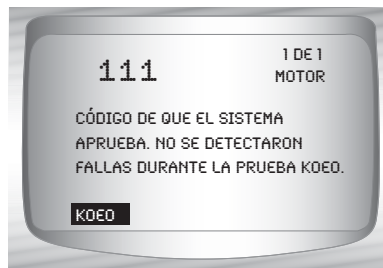 111
1 DE 1
MOTOR
CÓDIGO DE QUE EL SISTEMA
APRUEBA. NO SE DETECTARON
FALLAS DURANTE LA PRUEBA KOEO.
KOEO